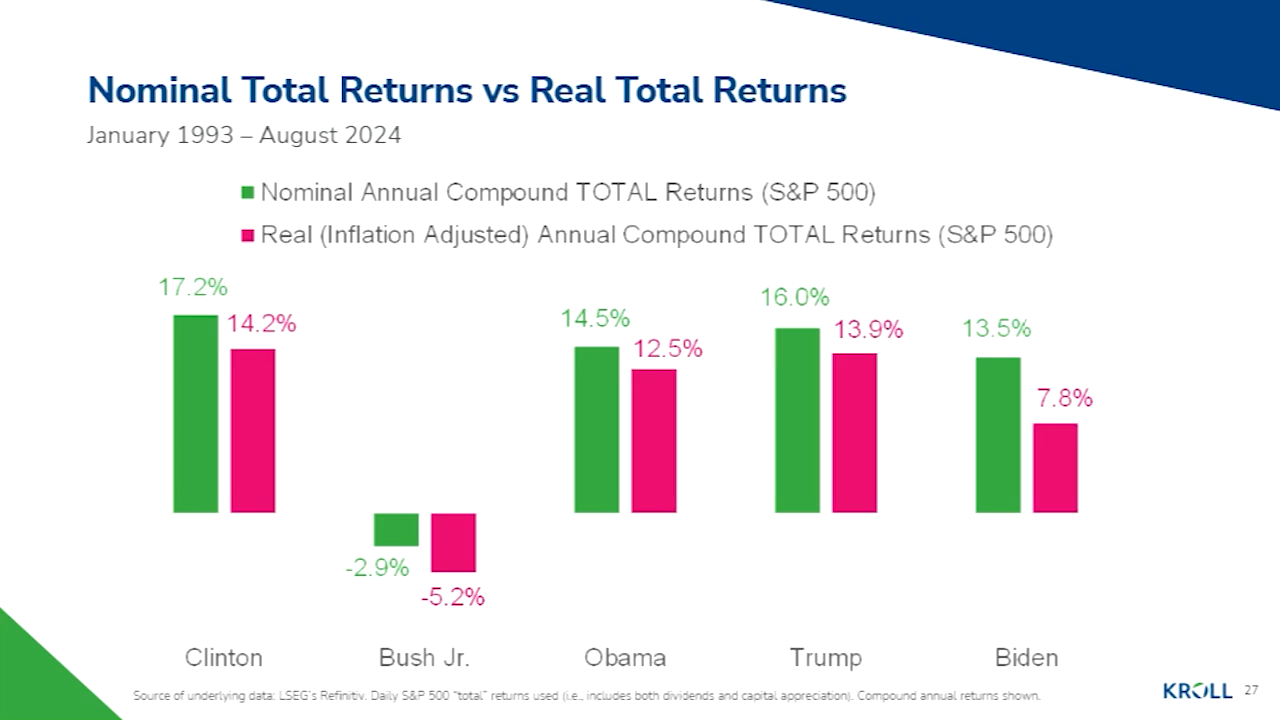 Nominal Total Returns vs Real Total Returns
January 1993 – August 2024
Nominal Annual Compound TOTAL Returns (S&P 500)
Real (Inflation Adjusted) Annual Compound TOTAL Returns (S&P 500)
17.2%
14.2%
-2.9%
-5.2%
14.5%
12.5%
16.0%
13.9%
13.5%
7.8%
Clinton
Bush Jr.
Obama
Trump
Biden
Source of underlying data: LSEG's Refinitiv. Daily S&P 500 "total" returns used (i.e., includes both dividends and capital appreciation). Compound annual returns shown.
KROLL
27